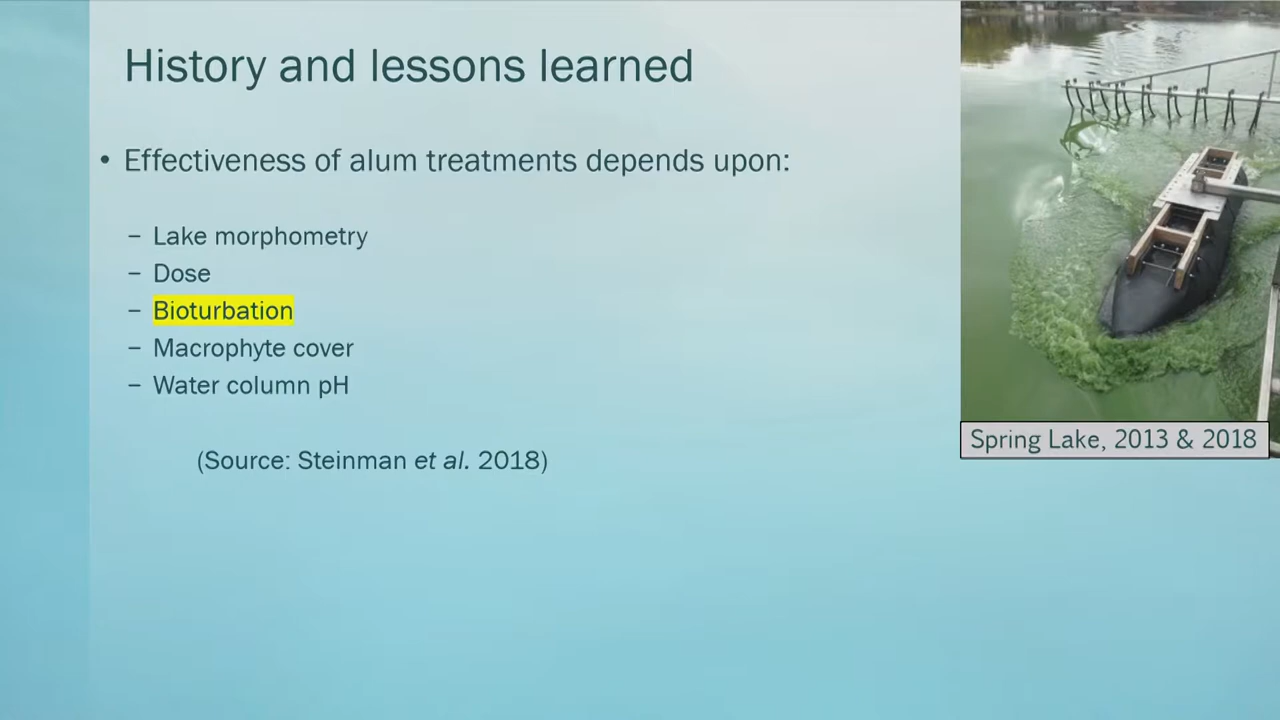 History and lessons learned
• Effectiveness of alum treatments depends upon:
– Lake morphometry
– Dose
– Bioturbation
– Macrophyte cover
– Water column pH
(Source: Steinman et al. 2018)
Spring Lake, 2013 & 2018